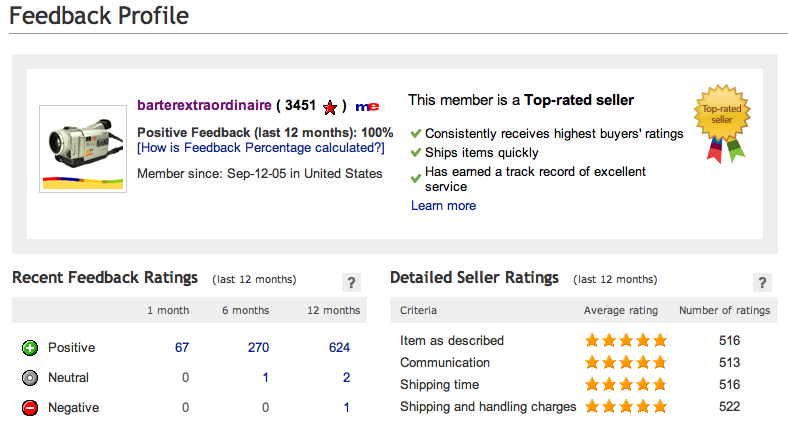 Feedback Profile
barterextraordinaire ( 3451 ) me
Positive Feedback (last 12 months): 100%
[How is Feedback Percentage calculated?]
Member since: Sep-12-05 in United States
This member is a Top-rated seller
Consistently receives highest buyers' ratings
Ships items quickly
Has earned a track record of excellent
service
Learn more
Top-rated
seller
Recent Feedback Ratings (last 12 months) ?
1 month 6 months 12 months
Positive 67 270 624
Neutral 0 1 2
Negative 0 0 1
Detailed Seller Ratings (last 12 months) ?
Criteria Average rating Number of ratings
Item as described 516
Communication 513
Shipping time 516
Shipping and handling charges 522